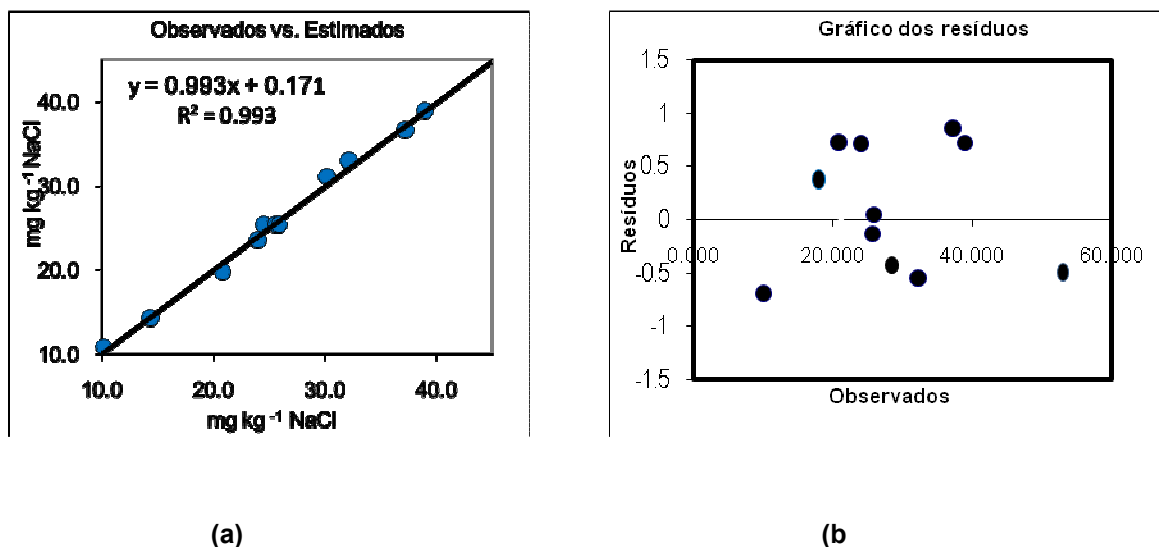 Observados vs. Estimados
y = 0.993x + 0.171
R² = 0.993
mg kg -1 NaCl
40.0
30.0
20.0
10.0
10.0 20.0 30.0 40.0
mg kg -1 NaCl
Gráfico dos resíduos
Resíduos
1.5
1
0.5
0
-0.5
-1
-1.5
0.000 20.000 40.000 60.000
Observados
(a) (b)